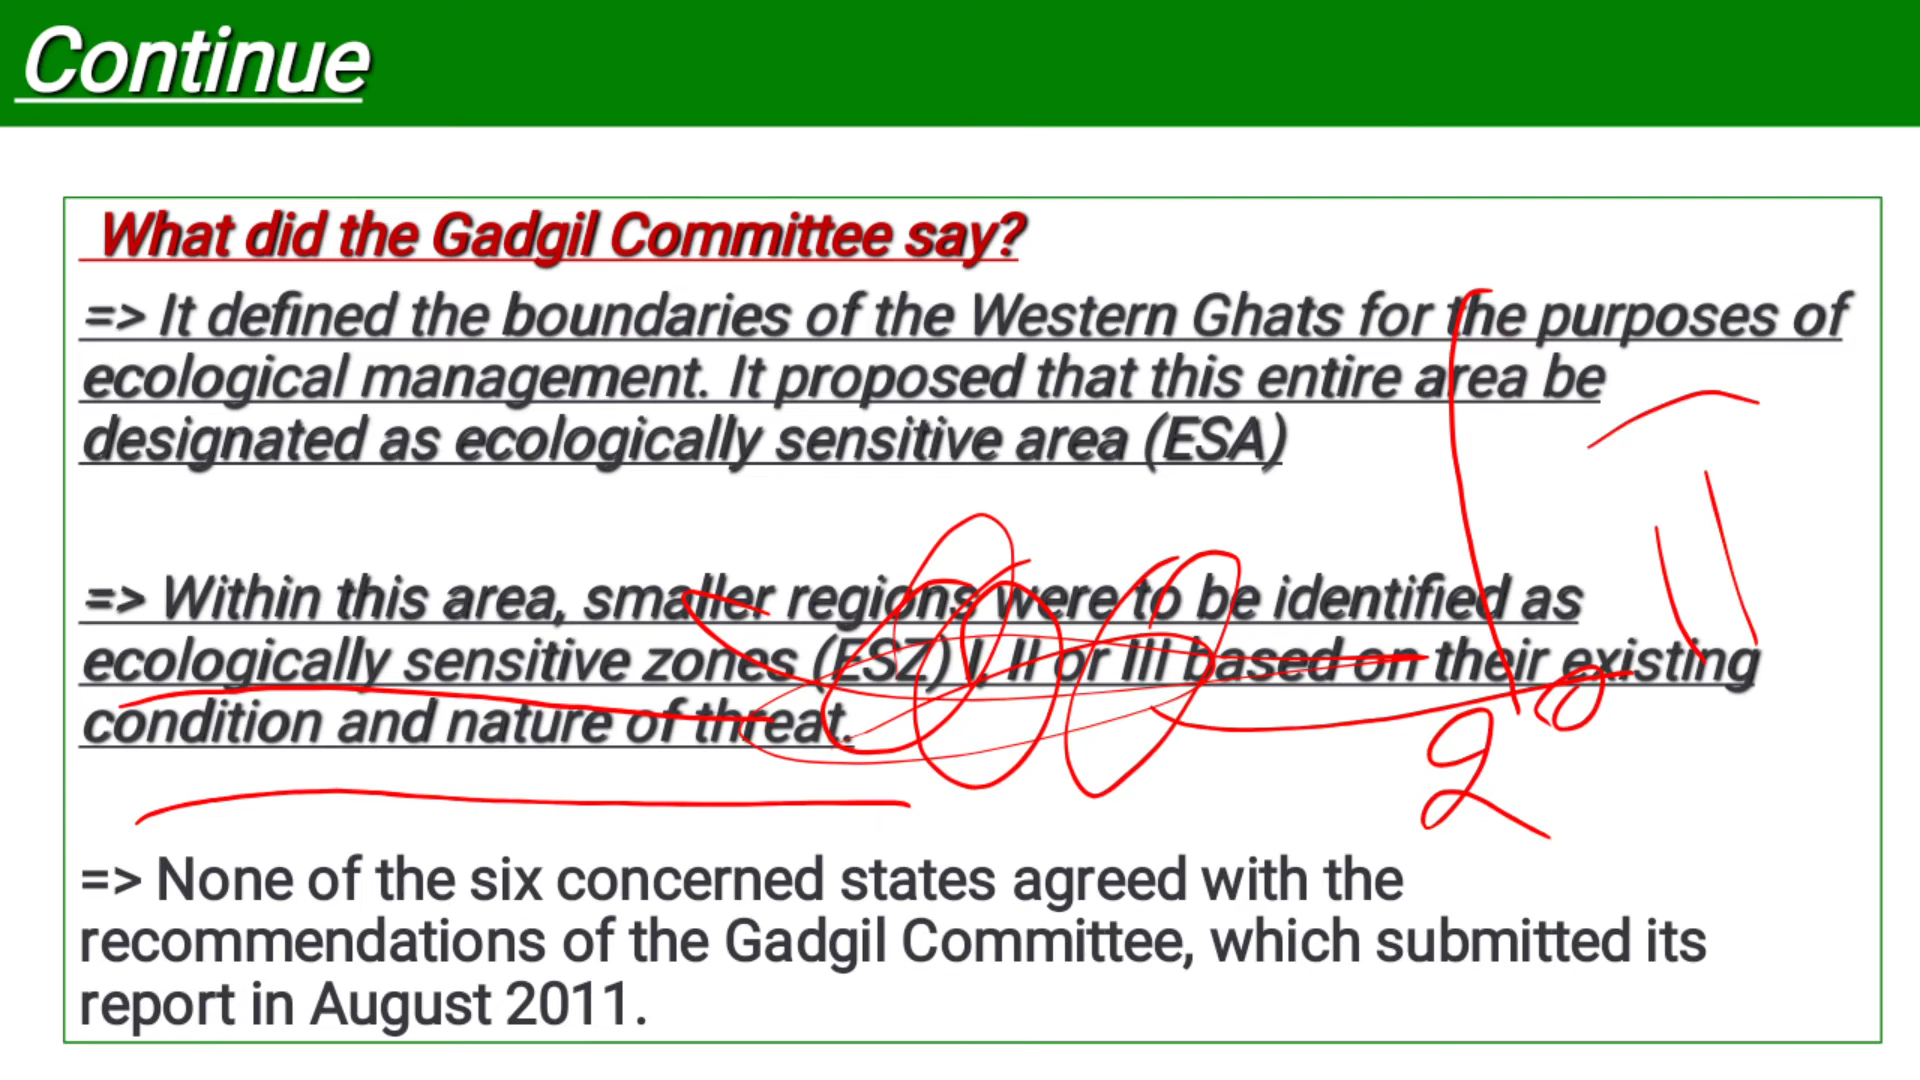 Continue
What did the Gadgil Committee say?
=> It defined the boundaries of the Western Ghats for the purposes of
ecological management. It proposed that this entire area be
designated as ecologically sensitive area (ESA)
=> Within this area, smaller regions were to be identified as
ecologically sensitive zones (ESZ) I, II or III based on their existing
condition and nature of threat.
=> None of the six concerned states agreed with the
recommendations of the Gadgil Committee, which submitted its
report in August 2011.